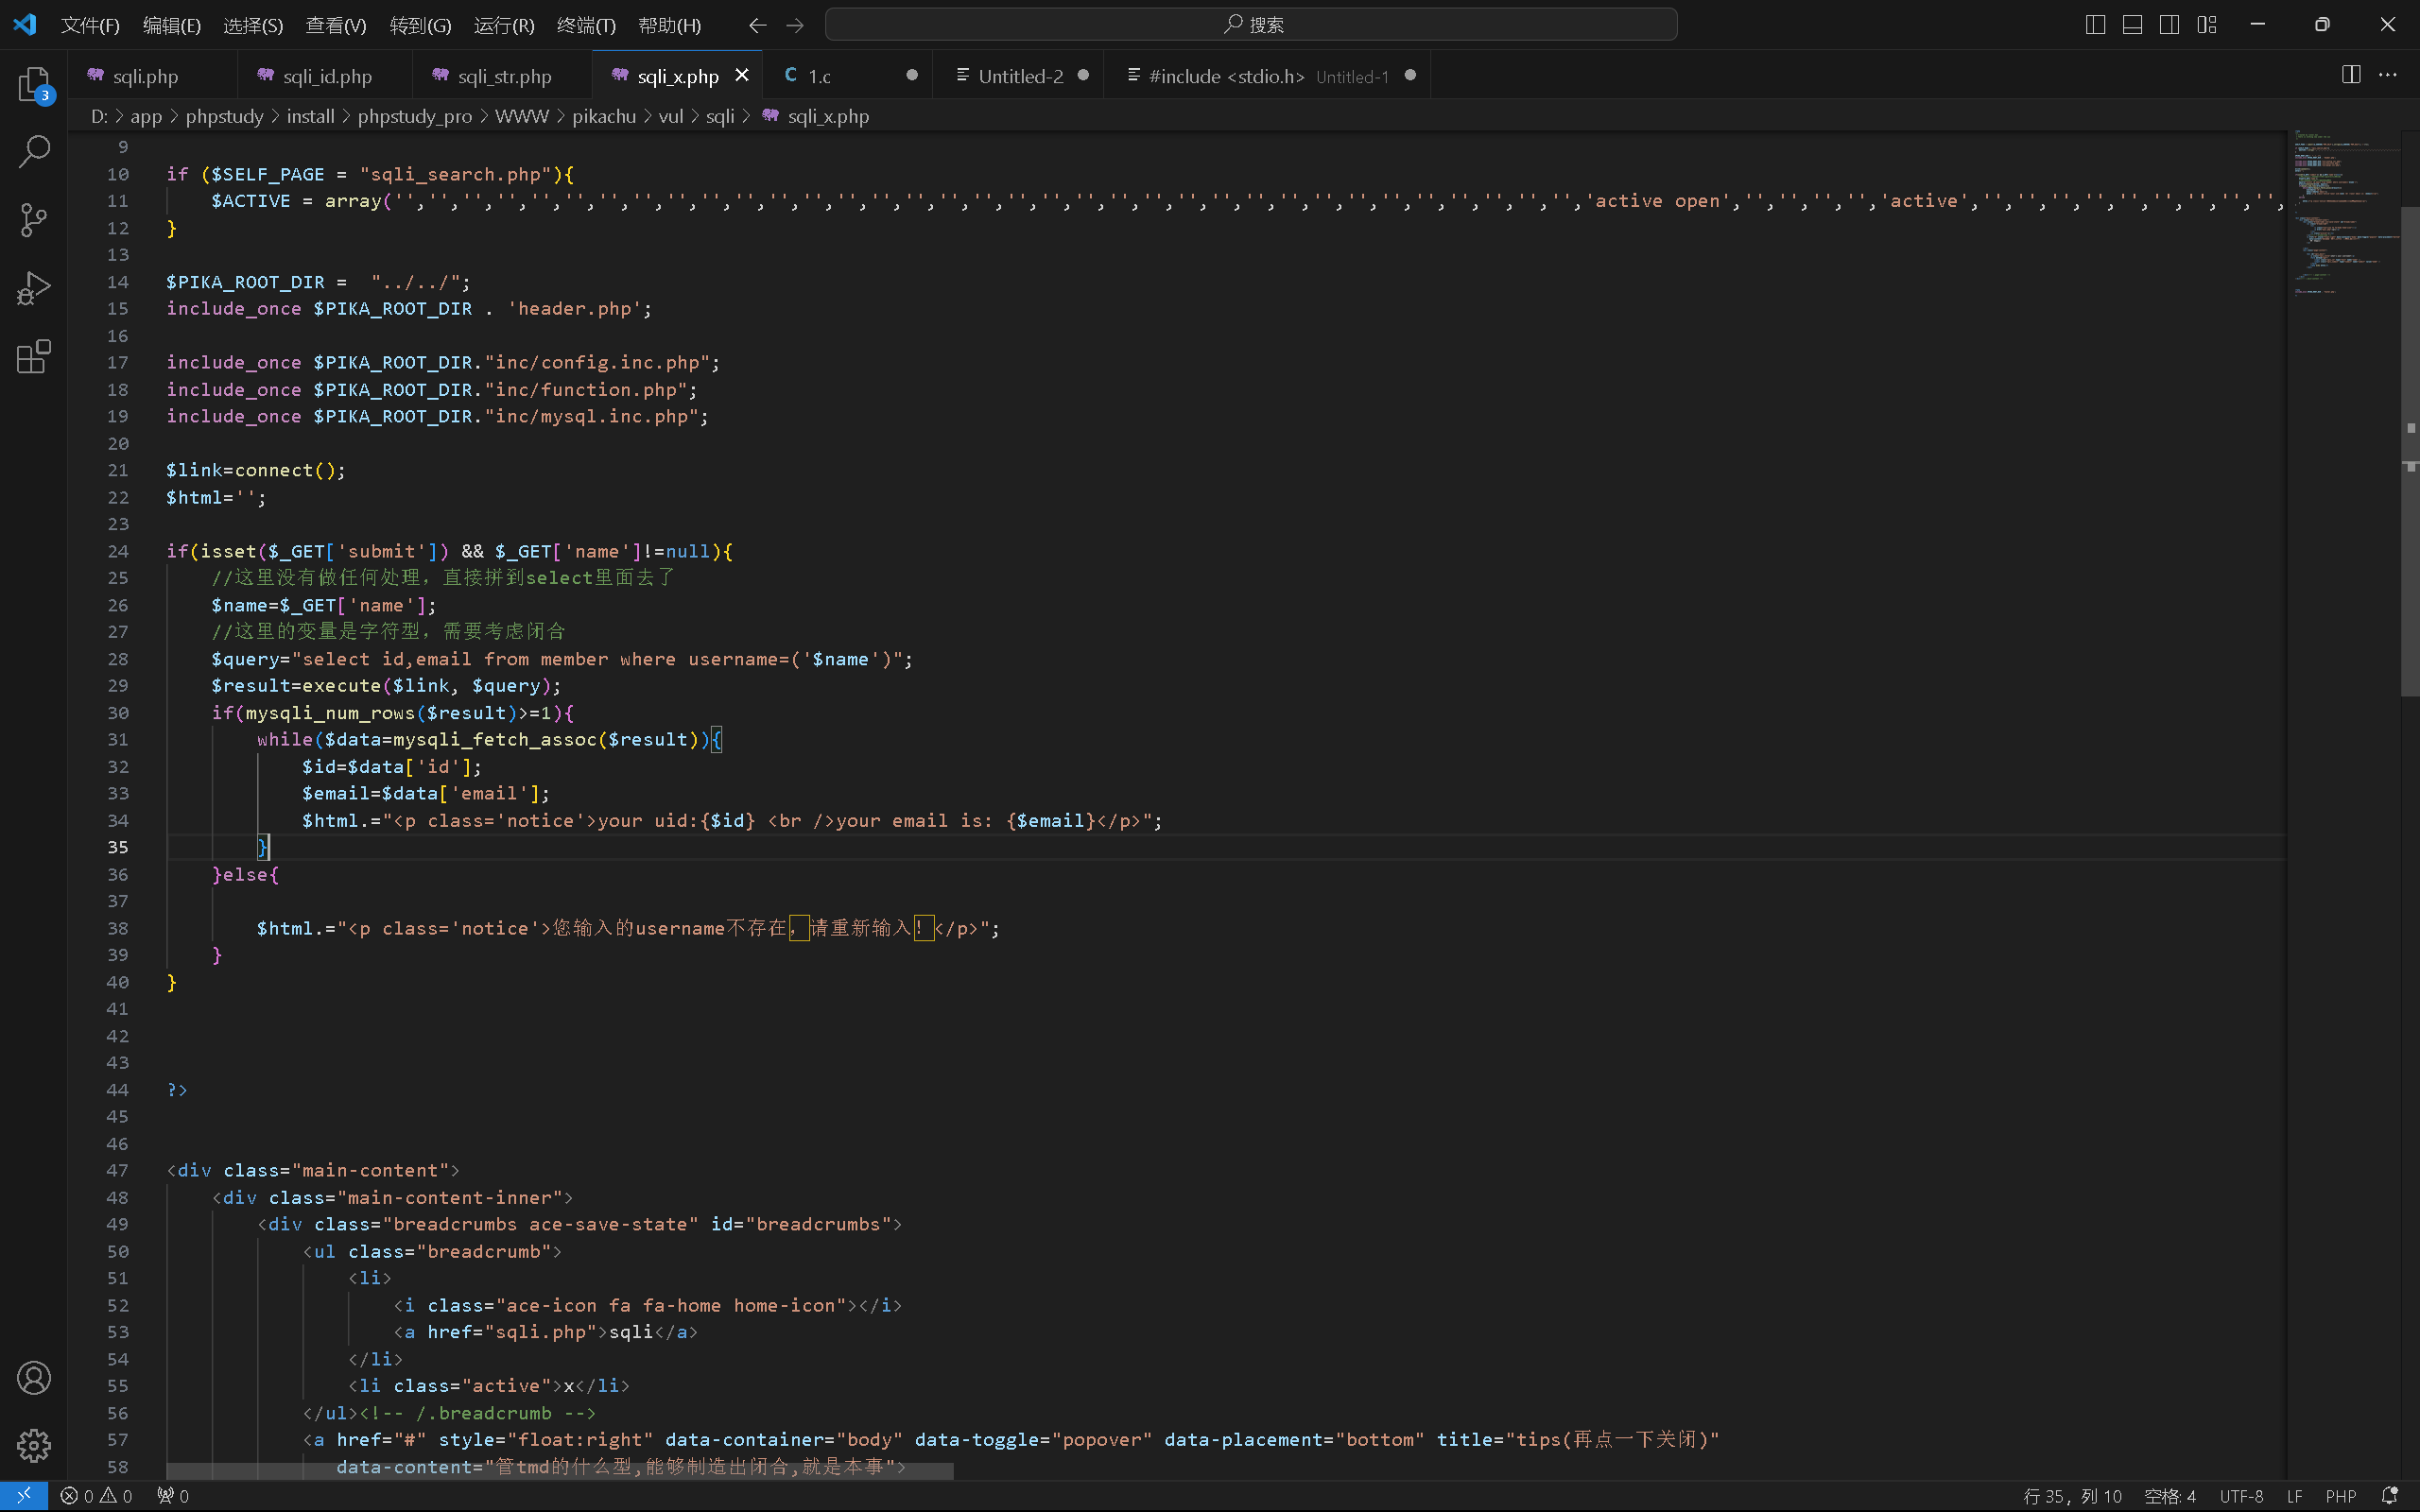 文件(F) 编辑(E) 选择(S) 查看(V) 转到(G) 运行(R) 终端(T) 帮助(H) 搜索
3
sqli.php sqli_id.php sqli_str.php sqli_x.php 1.c Untitled-2 #include <stdio.h> Untitled-1
D: > app > phpstudy > install > phpstudy_pro > WWW > pikachu > vul > sqli > sqli_x.php
9
10 if ($SELF_PAGE = "sqli_search.php"){
11 $ACTIVE = array('','','','','','','','','','','','','','','','','','','','','','','','','','','','','','','','','','','','active open','','','','','active','','','','','','','','','',
12 }
13
14 $PIKA_ROOT_DIR =  "../../";
15 include_once $PIKA_ROOT_DIR . 'header.php';
16
17 include_once $PIKA_ROOT_DIR."inc/config.inc.php";
18 include_once $PIKA_ROOT_DIR."inc/function.php";
19 include_once $PIKA_ROOT_DIR."inc/mysql.inc.php";
20
21 $link=connect();
22 $html='';
23
24 if(isset($_GET['submit']) && $_GET['name']!=null){
25 //这里没有做任何处理，直接拼到select里面去了
26 $name=$_GET['name'];
27 //这里的变量是字符型，需要考虑闭合
28 $query="select id,email from member where username=('$name')";
29 $result=execute($link, $query);
30 if(mysqli_num_rows($result)>=1){
31 while($data=mysqli_fetch_assoc($result)){
32 $id=$data['id'];
33 $email=$data['email'];
34 $html.="<p class='notice'>your uid:{$id} <br />your email is: {$email}</p>";
35 }
36 }else{
37
38 $html.="<p class='notice'>您输入的username不存在，请重新输入！</p>";
39 }
40 }
41
42
43
44 ?>
45
46
47 <div class="main-content">
48 <div class="main-content-inner">
49 <div class="breadcrumbs ace-save-state" id="breadcrumbs">
50 <ul class="breadcrumb">
51 <li>
52 <i class="ace-icon fa fa-home home-icon"></i>
53 <a href="sqli.php">sqli</a>
54 </li>
55 <li class="active">x</li>
56 </ul><!-- /.breadcrumb -->
57 <a href="#" style="float:right" data-container="body" data-toggle="popover" data-placement="bottom" title="tips(再点一下关闭)"
58 data-content="管tmd的什么型,能够制造出闭合,就是本事">
0 0 0 行 35，列 10 空格: 4 UTF-8 LF PHP